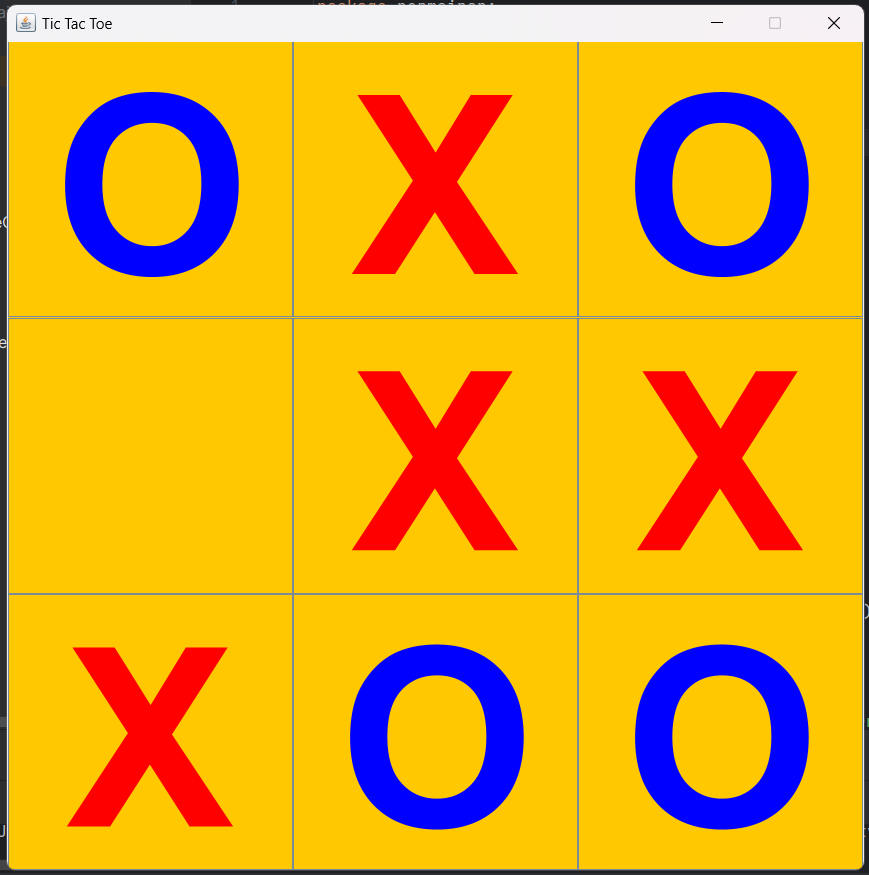 Tic Tac Toe
O X O
X X
X O O